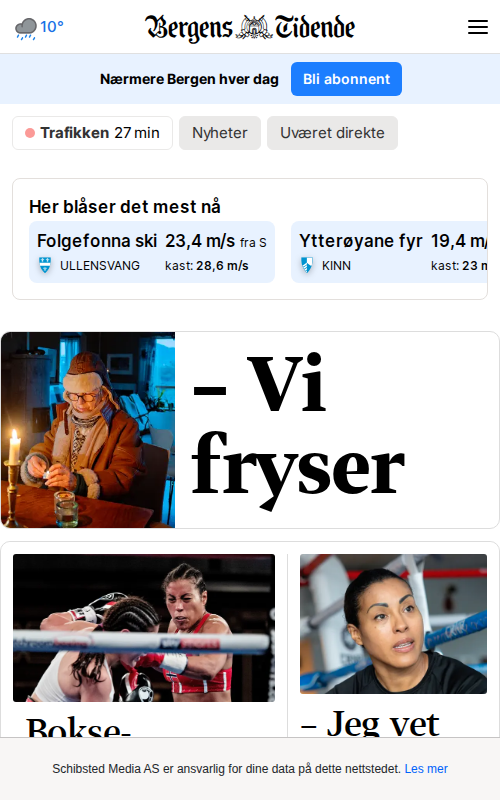 10°
Bergens Tidende
Nærmere Bergen hver dag
Bli abonnent
Trafikken 27 min
Nyheter
Uværet direkte
Her blåser det mest nå
Folgefonna ski 23,4 m/s fra S
ULLENSVANG kast: 28,6 m/s
Ytterøyane fyr 19,4 m/
KINN kast: 23 m
– Vi
fryser
Bokse-
– Jeg vet
Schibsted Media AS er ansvarlig for dine data på dette nettstedet. Les mer